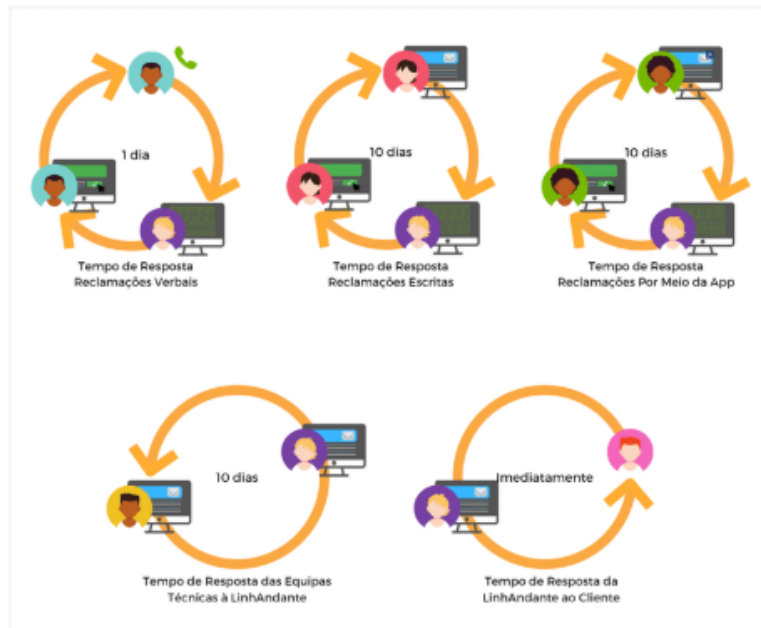 1 dia
Tempo de Resposta
Reclamações Verbais
10 dias
Tempo de Resposta
Reclamações Escritas
10 dias
Tempo de Resposta
Reclamações Por Meio da App
10 dias
Tempo de Resposta das Equipas
Técnicas à LinhAndante
Imediatamente
Tempo de Resposta da
LinhAndante ao Cliente